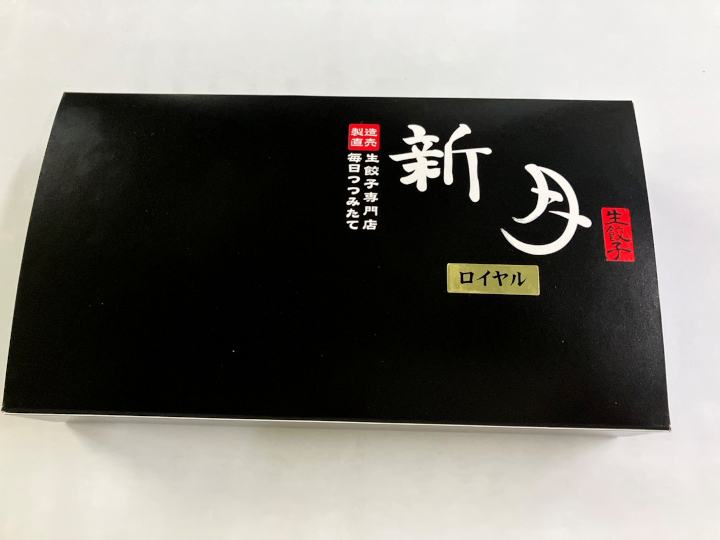 新月
生餃子
製造直売
生餃子専門店
毎日つつみたて
ロイヤル